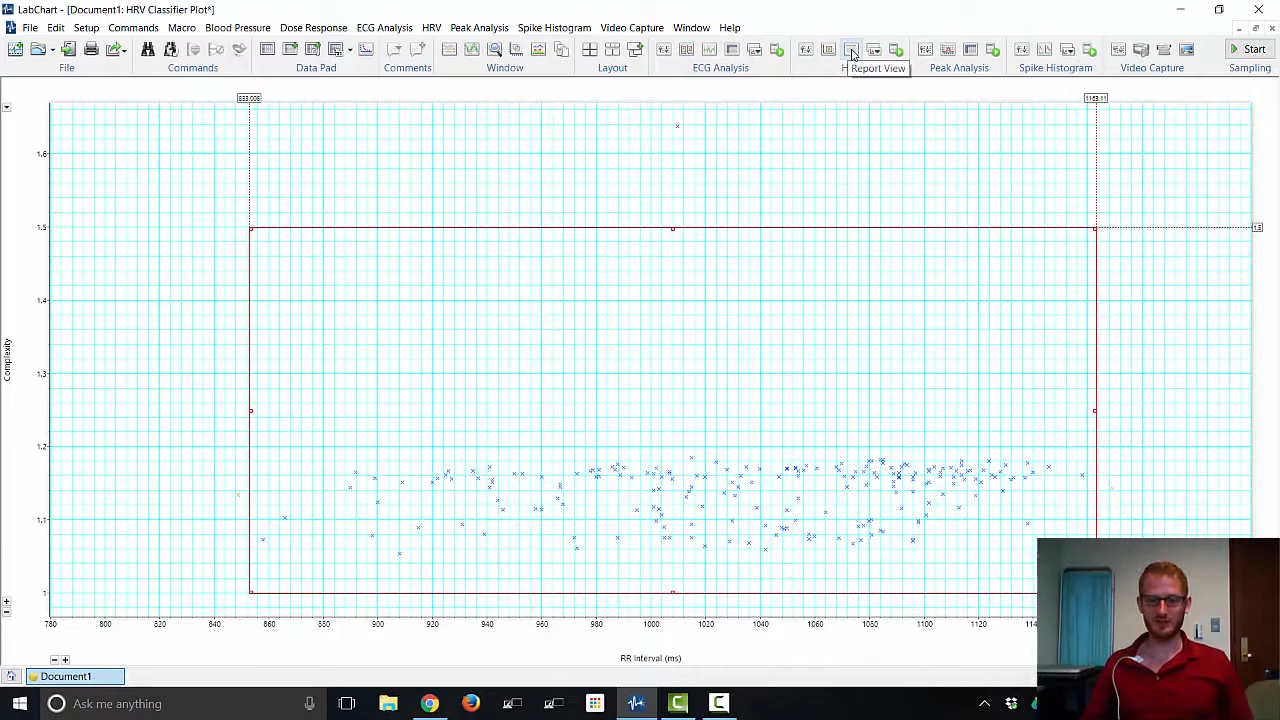 LabChart - [Document1: HRV Classifier Plot*]
File Edit Setup Commands Macro Blood Pressure Dose Response ECG Analysis HRV Peak Analysis Spike Histogram Video Capture Window Help
Start
File Commands Data Pad Comments Window Layout ECG Analysis Peak Analysis Spike Histogram Video Capture Sampling
Report View
1163.11
1.6
1.5
1.5
1.4
1.3
1.2
1.1
1
Complexity
780 800 820 840 860 880 900 920 940 960 980 1000 1020 1040 1060 1080 1100
RR Interval (ms)
Document1
Ask me anything